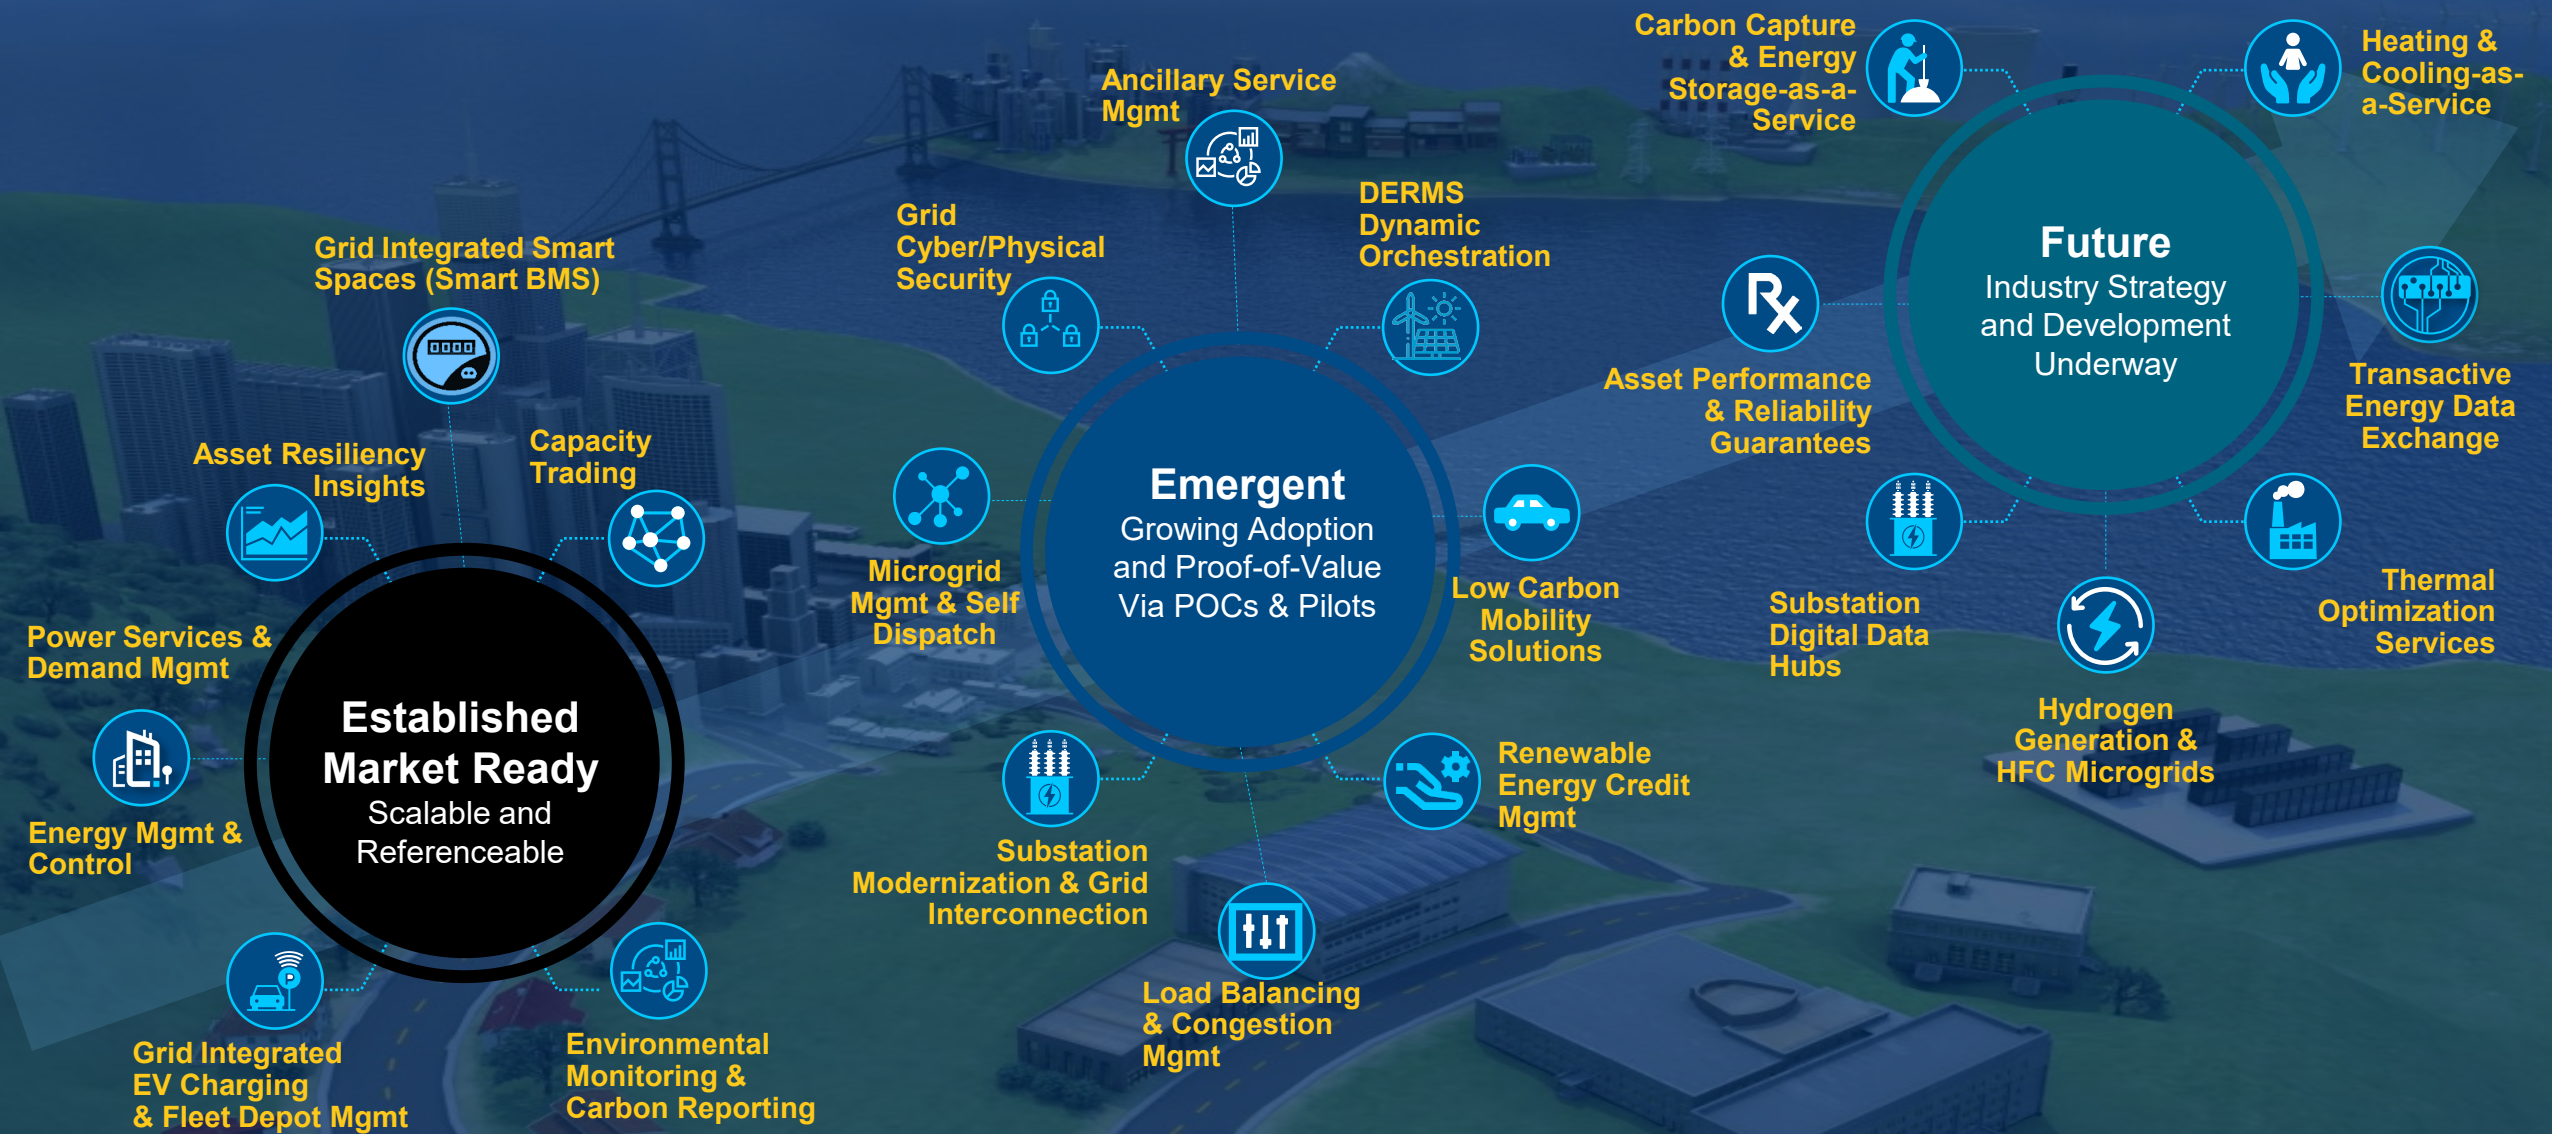 Grid Integrated Smart
Spaces (Smart BMS)
Asset Resiliency
Insights
Capacity
Trading
Power Services &
Demand Mgmt
Energy Mgmt &
Control
Established
Market Ready
Scalable and
Referenceable
Grid Integrated
EV Charging
& Fleet Depot Mgmt
Environmental
Monitoring &
Carbon Reporting
Ancillary Service
Mgmt
Grid
Cyber/Physical
Security
DERMS
Dynamic
Orchestration
Microgrid
Mgmt & Self
Dispatch
Emergent
Growing Adoption
and Proof-of-Value
Via POCs & Pilots
Low Carbon
Mobility
Solutions
Substation
Modernization & Grid
Interconnection
Renewable
Energy Credit
Mgmt
Load Balancing
& Congestion
Mgmt
Carbon Capture
& Energy
Storage-as-a-
Service
Heating &
Cooling-as-
a-Service
Rx
Asset Performance
& Reliability
Guarantees
Future
Industry Strategy
and Development
Underway
Transactive
Energy Data
Exchange
Substation
Digital Data
Hubs
Hydrogen
Generation &
HFC Microgrids
Thermal
Optimization
Services
0000
P